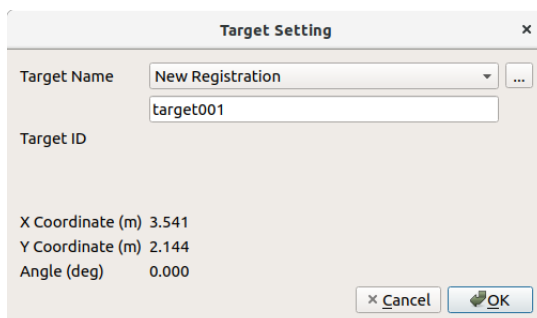 Target Setting ×
Target Name New Registration ...
target001
Target ID
X Coordinate (m) 3.541
Y Coordinate (m) 2.144
Angle (deg) 0.000
Cancel OK